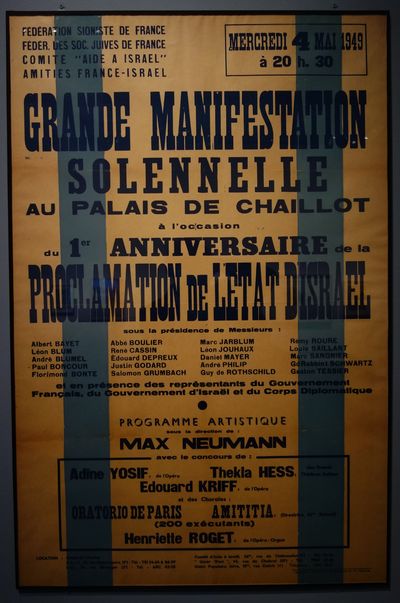 FEDERATION SIONISTE DE FRANCE
FEDER. DES SOC. JUIVES DE FRANCE
COMITE "AIDE A ISRAEL"
AMITIES FRANCE-ISRAEL
MERCREDI 4 MAI 1949
à 20 h. 30
GRANDE MANIFESTATION
SOLENNELLE
AU PALAIS DE CHAILLOT
à l'occasion
du 1er ANNIVERSAIRE de la
PROCLAMATION DE L'ETAT D'ISRAEL
sous la présidence de Messieurs :
Albert BAYET
Léon BLUM
André BLUMEL
Paul BONCOUR
Florimond BONTE
Abbé BOULIER
René CASSIN
Edouard DEPREUX
Justin GODARD
Salomon GRUMBACH
Marc JARBLUM
Léon JOUHAUX
Daniel MAYER
André PHILIP
Guy de ROTHSCHILD
Remy ROURE
Louis SAILLANT
Marc SANGNIER
Gd Rabbin SCHWARTZ
Gaston TESSIER
et en présence des représentants du Gouvernement
Français, du Gouvernement d'Israël et du Corps Diplomatique
PROGRAMME ARTISTIQUE
sous la direction de :
MAX NEUMANN
avec le concours de :
Adine YOSIF, de l'Opéra
Thekla HESS,
Edouard KRIFF, de l'Opéra
et des Chorales :
ORATORIO DE PARIS AMITITIA,
(200 exécutants)
Henriette ROGET, de l'Opéra-Orgue
LOCATION :